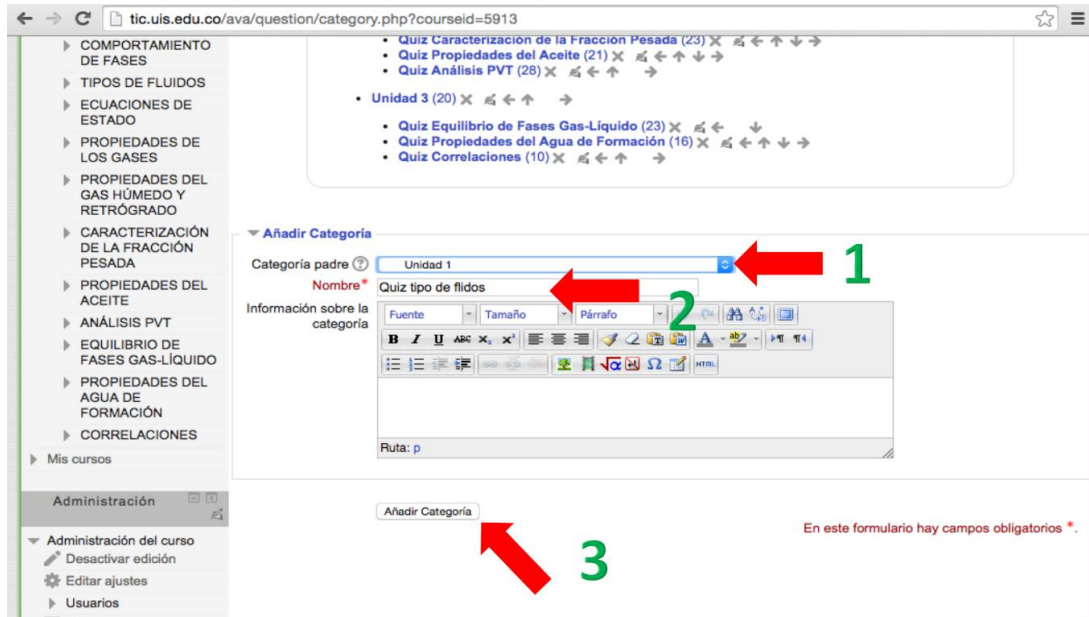 tic.uis.edu.co/ava/question/category.php?courseid=5913
COMPORTAMIENTO
DE FASES
TIPOS DE FLUIDOS
ECUACIONES DE
ESTADO
PROPIEDADES DE
LOS GASES
PROPIEDADES DEL
GAS HÚMEDO Y
RETRÓGRADO
CARACTERIZACIÓN
DE LA FRACCIÓN
PESADA
PROPIEDADES DEL
ACEITE
ANÁLISIS PVT
EQUILIBRIO DE
FASES GAS-LÍQUIDO
PROPIEDADES DEL
AGUA DE
FORMACIÓN
CORRELACIONES
Mis cursos
Administración
Administración del curso
Desactivar edición
Editar ajustes
Usuarios
Quiz Caracterización de la Fracción Pesada (23)
Quiz Propiedades del Aceite (21)
Quiz Análisis PVT (28)
Unidad 3 (20)
Quiz Equilibrio de Fases Gas-Líquido (23)
Quiz Propiedades del Agua de Formación (16)
Quiz Correlaciones (10)
Añadir Categoría
Categoría padre ? Unidad 1 1
Nombre* Quiz tipo de flidos 2
Información sobre la
categoría
Fuente Tamaño Párrafo
B I U ABC X₂ X² A ab
Ω HTML
Ruta: p
Añadir Categoría
3
En este formulario hay campos obligatorios *.